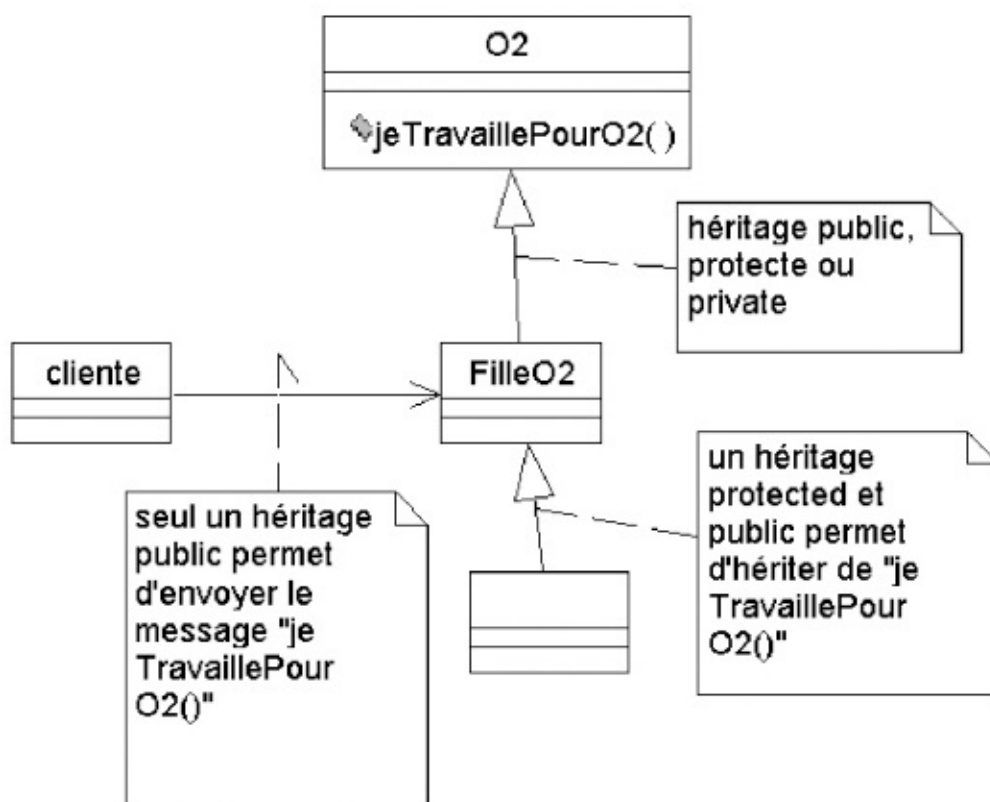 O2
jeTravaillePourO2( )
héritage public,
protecte ou
private
cliente
FilleO2
seul un héritage
public permet
d'envoyer le
message "je
TravaillePour
O2()"
un héritage
protected et
public permet
d'hériter de "je
TravaillePour
O2()"